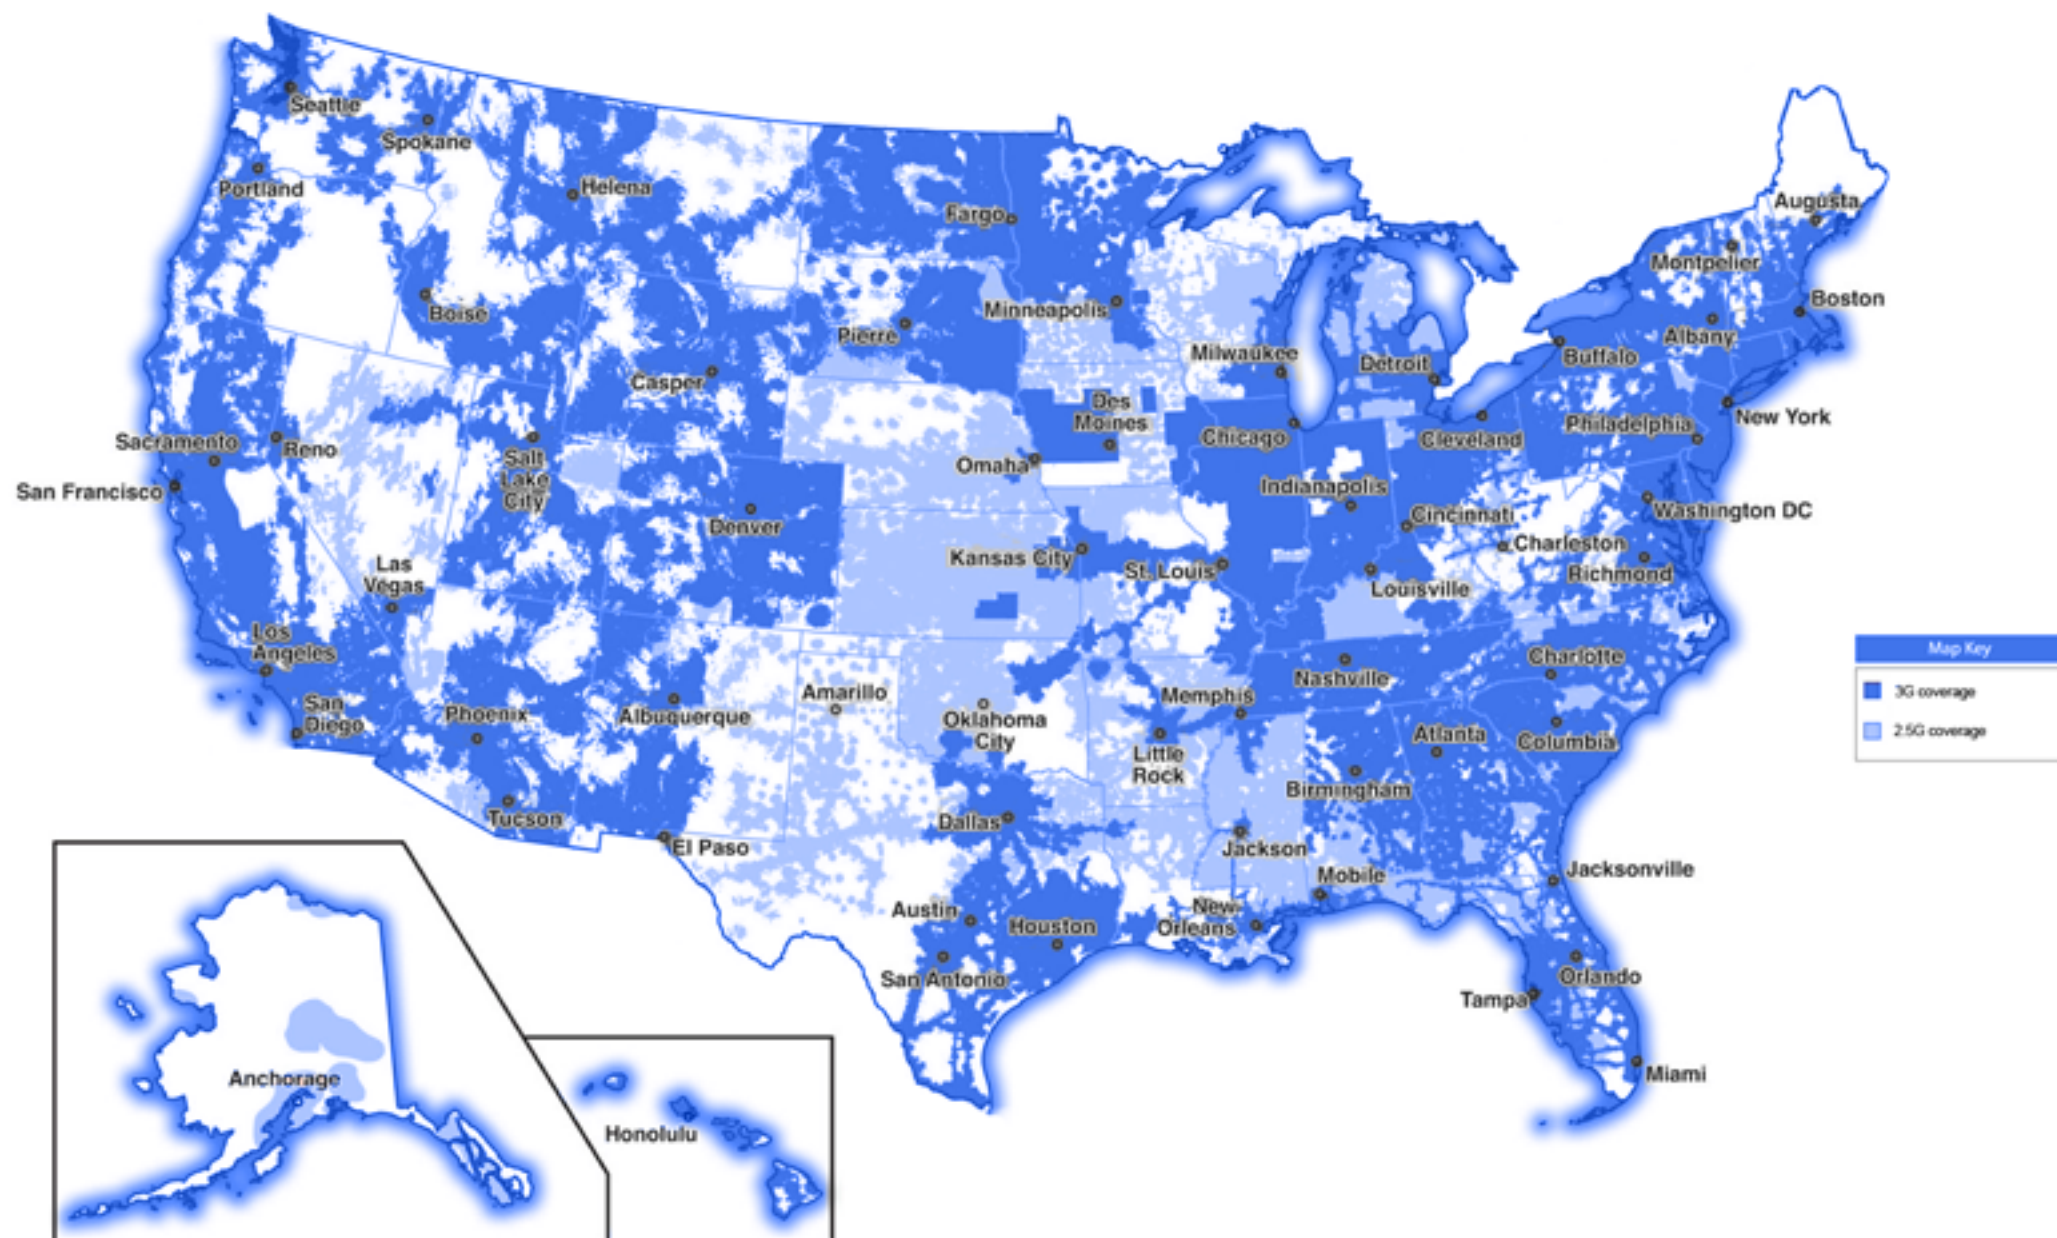 Seattle
Spokane
Portland
Helena
Fargo
Augusta
Montpelier
Boston
Boise
Minneapolis
Pierre
Albany
Buffalo
Milwaukee
Detroit
Casper
Des
Moines
New York
Philadelphia
Chicago
Cleveland
Sacramento
Reno
Salt
Lake
City
Omaha
San Francisco
Indianapolis
Washington DC
Denver
Cincinnati
Charleston
Kansas City
St. Louis
Richmond
Las
Vegas
Louisville
Los
Angeles
Map Key
3G coverage
2.5G coverage
Charlotte
Nashville
Amarillo
Memphis
San
Diego
Phoenix
Albuquerque
Oklahoma
City
Little
Rock
Atlanta
Columbia
Birmingham
Tucson
Dallas
El Paso
Jackson
Jacksonville
Mobile
Austin
New
Orleans
Houston
San Antonio
Orlando
Tampa
Miami
Anchorage
Honolulu